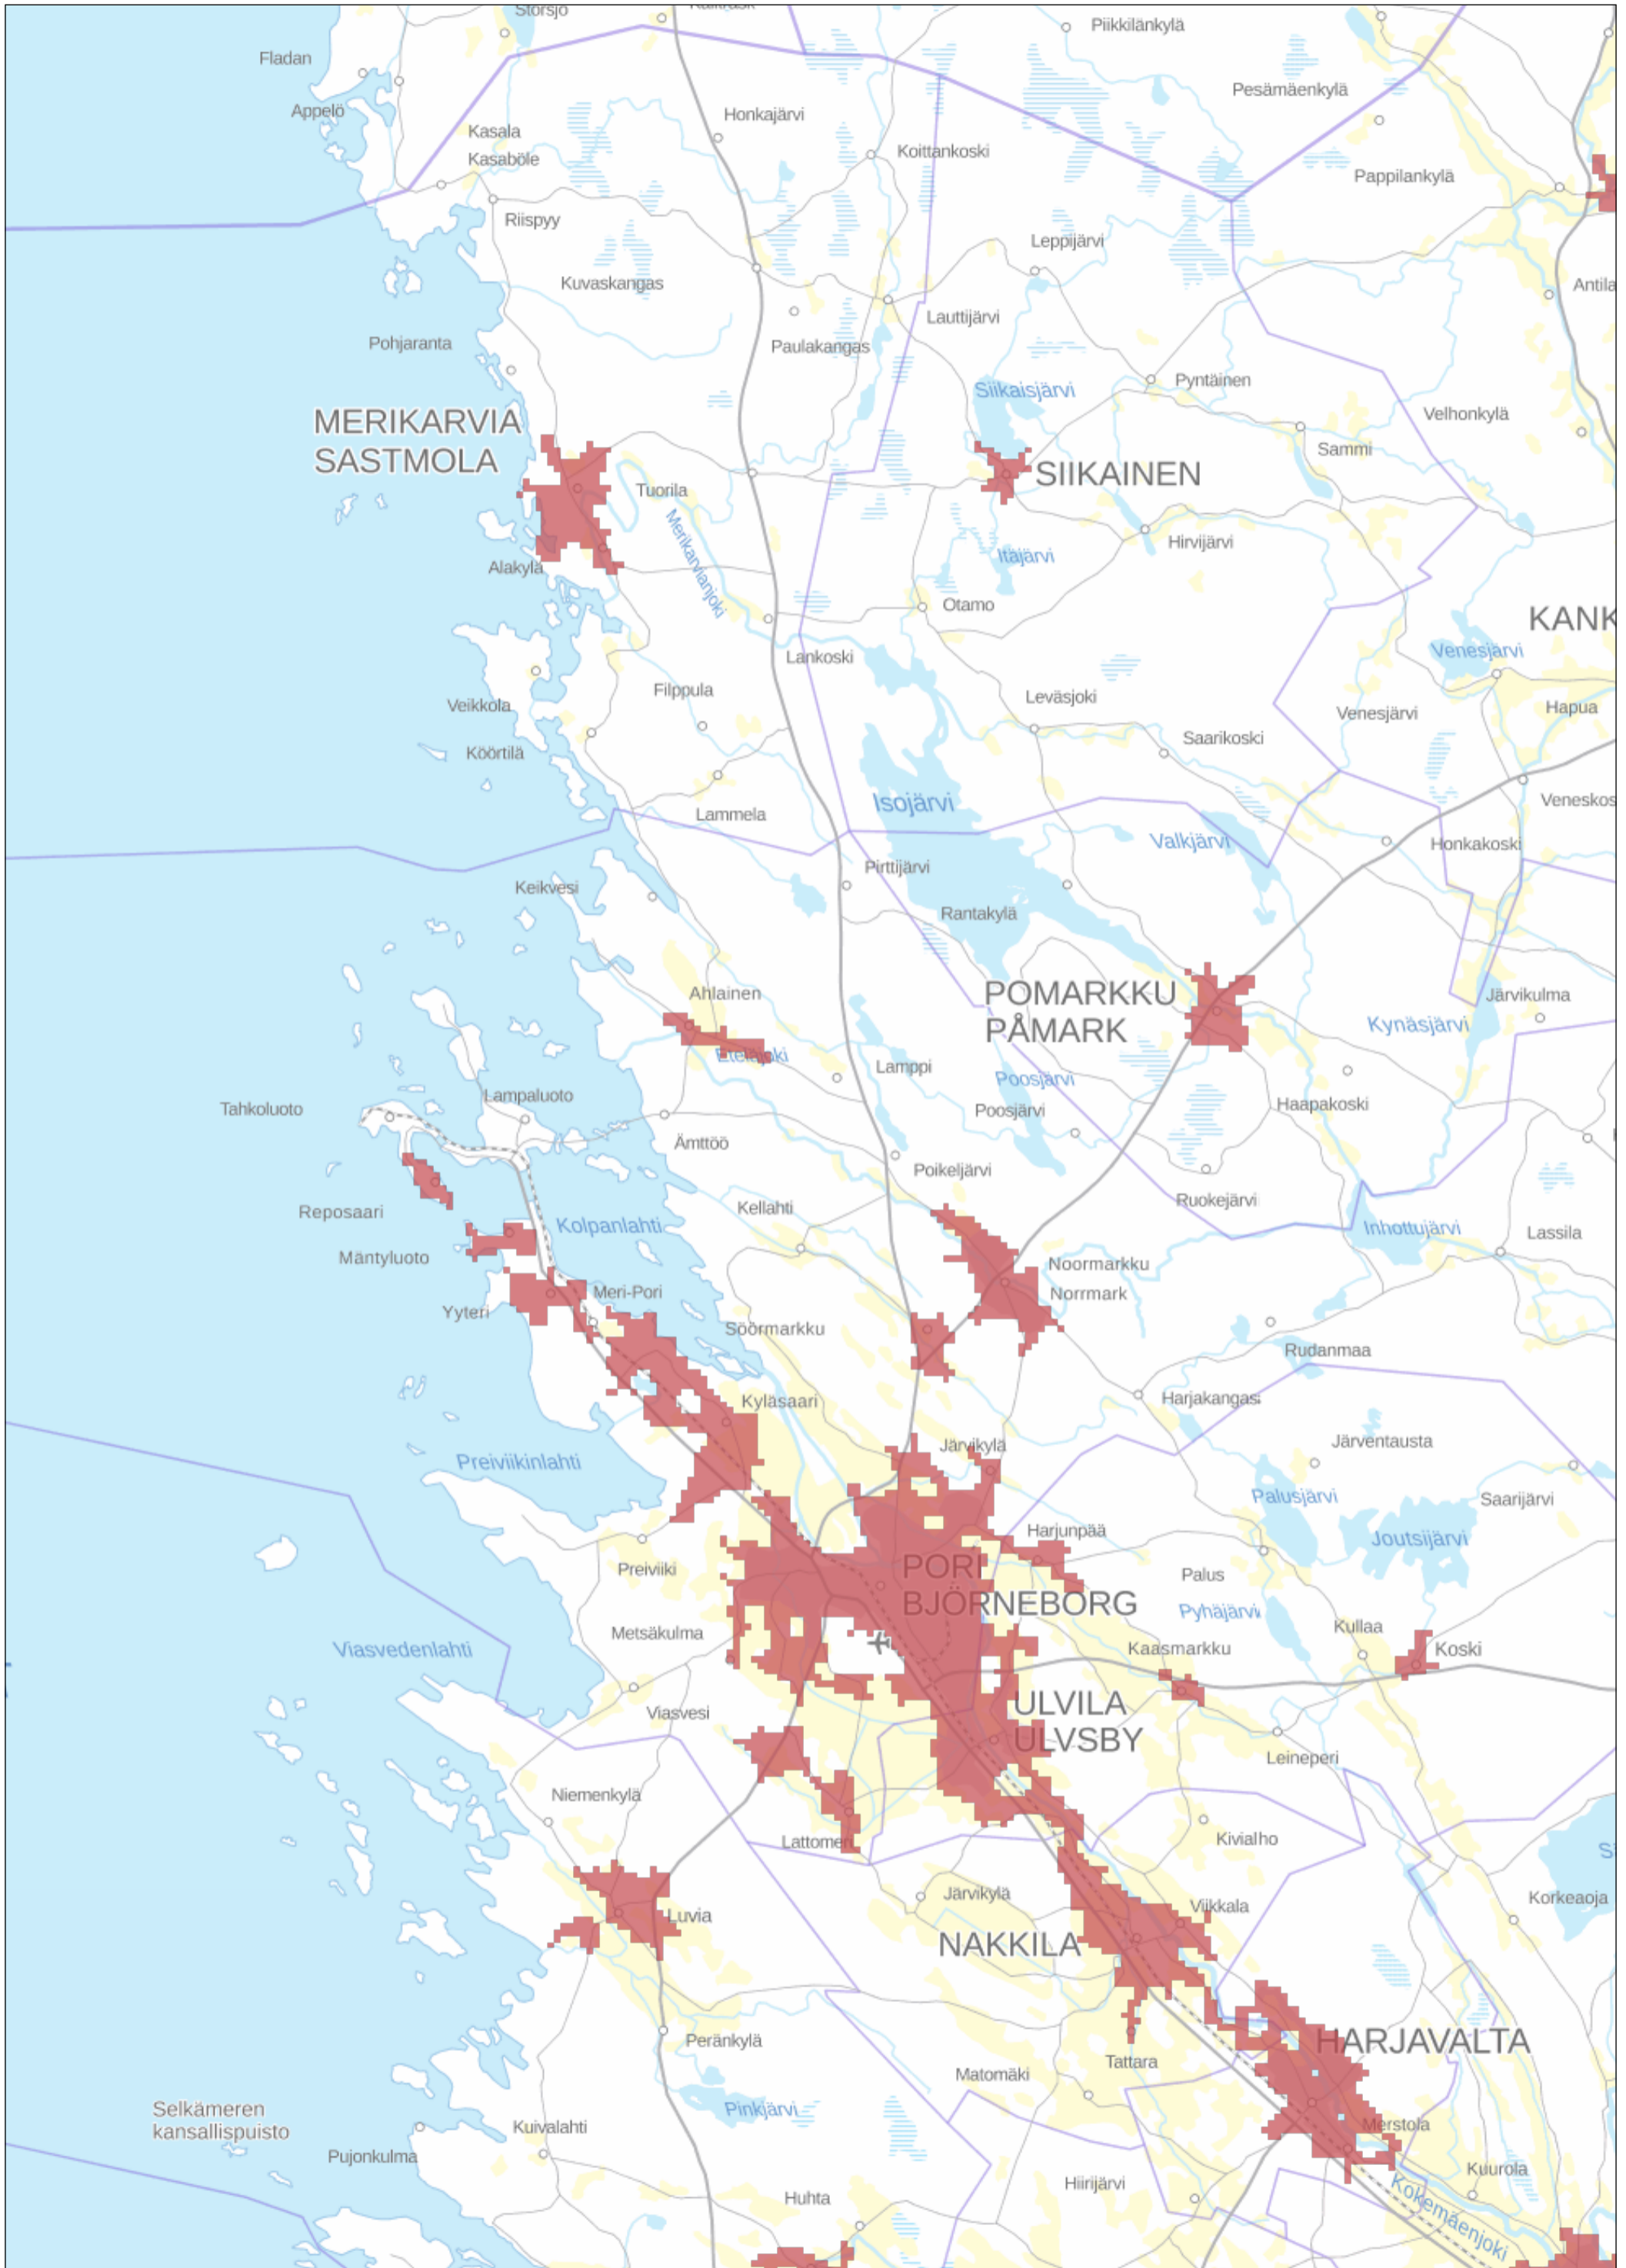 Storsjö
Fladan
Piikkilänkylä
Pesämäenkylä
Appelö
Honkajärvi
Kasala
Koittankoski
Kasaböle
Pappilankylä
Riispyy
Leppijärvi
Kuvaskangas
Antila
Lauttijärvi
Pohjaranta
Paulakangas
Pyntäinen
Siikaisjärvi
Velhonkylä
MERIKARVIA
SASTMOLA
Sammi
SIIKAINEN
Tuorila
Merikarvianjoki
Hirvijärvi
Itäjärvi
Alakylä
Otamo
KANK
Venesjärvi
Lankoski
Filppula
Leväsjoki
Hapua
Veikkola
Venesjärvi
Saarikoski
Köörtilä
Isojärvi
Veneskos
Lammela
Valkjärvi
Honkakoski
Pirttijärvi
Keikvesi
Rantakylä
Ahlainen
POMARKKU
PÅMARK
Järvikulma
Kynäsjärvi
Eteläjoki
Lamppi
Poosjärvi
Lampaluoto
Tahkoluoto
Poosjärvi
Haapakoski
Ämttöö
Poikeljärvi
Reposaari
Kellahti
Ruokejärvi
Kolpanlahti
Inhottujärvi
Lassila
Mäntyluoto
Noormarkku
Norrmark
Meri-Pori
Yyteri
Söörmarkku
Rudanmaa
Kyläsaari
Harjakangas
Järvikylä
Järventausta
Preiviikinlahti
Palusjärvi
Saarijärvi
Harjunpää
Joutsijärvi
Preiviiki
PORI
BJÖRNEBORG
Palus
Pyhäjärvi
Metsäkulma
Kullaa
Viasvedenlahti
Kaasmarkku
Koski
Viasvesi
ULVILA
ULVSBY
Leineperi
Niemenkylä
Lattomeri
Kivialho
Järvikylä
Korkeaoja
Luvia
Viikkala
NAKKILA
Peränkylä
HARJAVALTA
Tattara
Matomäki
Selkämeren
kansallispuisto
Pinkjärvi
Kuivalahti
Merstola
Pujonkulma
Kuurola
Hiirijärvi
Huhta
Kokemäenjoki